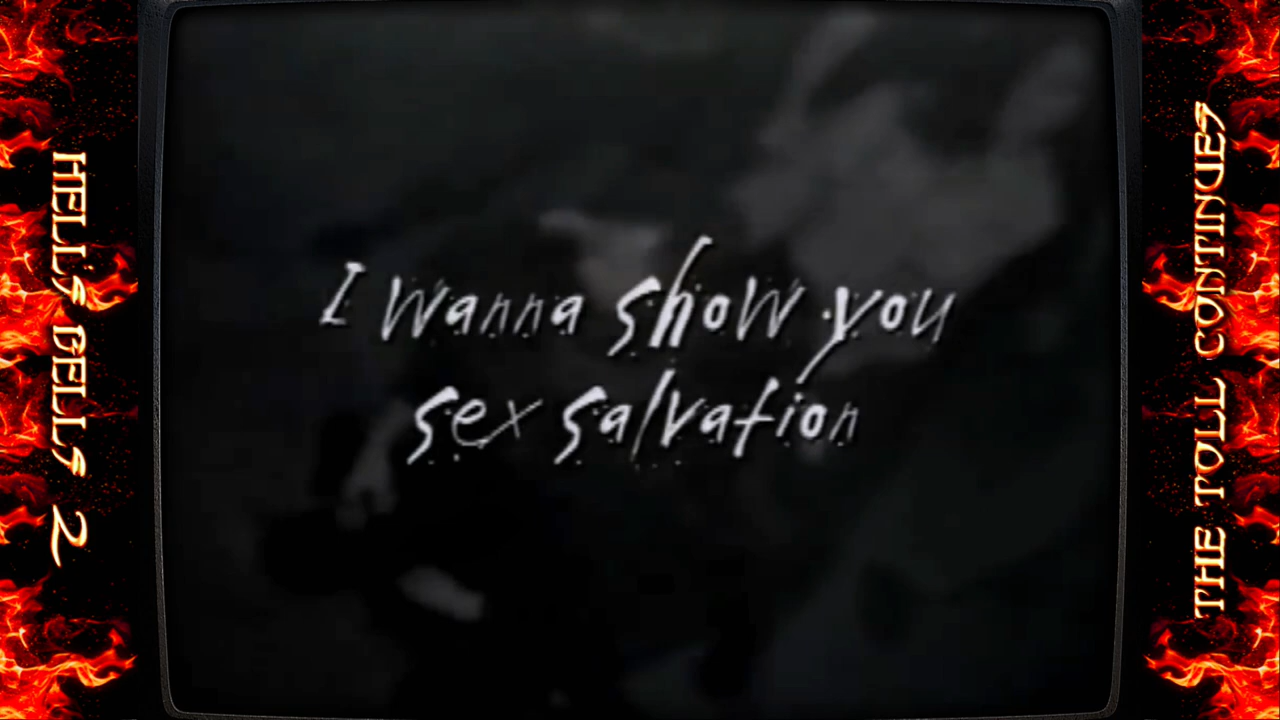 HELL'S BELLS 2
I wanna show you
sex salvation
THE TOLL CONTINUES